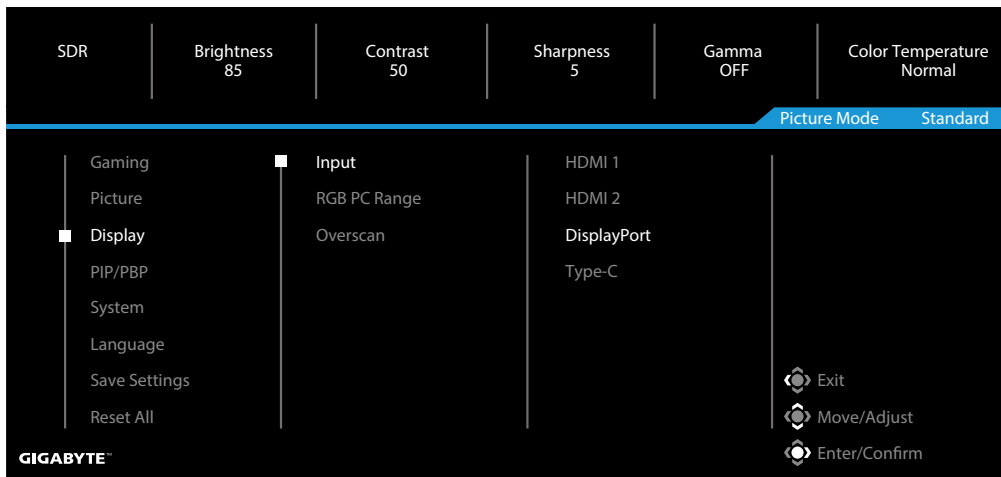 SDR
Brightness
85
Contrast
50
Sharpness
5
Gamma
OFF
Color Temperature
Normal
Picture Mode Standard
Gaming
Picture
Display
PIP/PBP
System
Language
Save Settings
Reset All
Input
RGB PC Range
Overscan
HDMI 1
HDMI 2
DisplayPort
Type-C
Exit
Move/Adjust
Enter/Confirm
GIGABYTE™